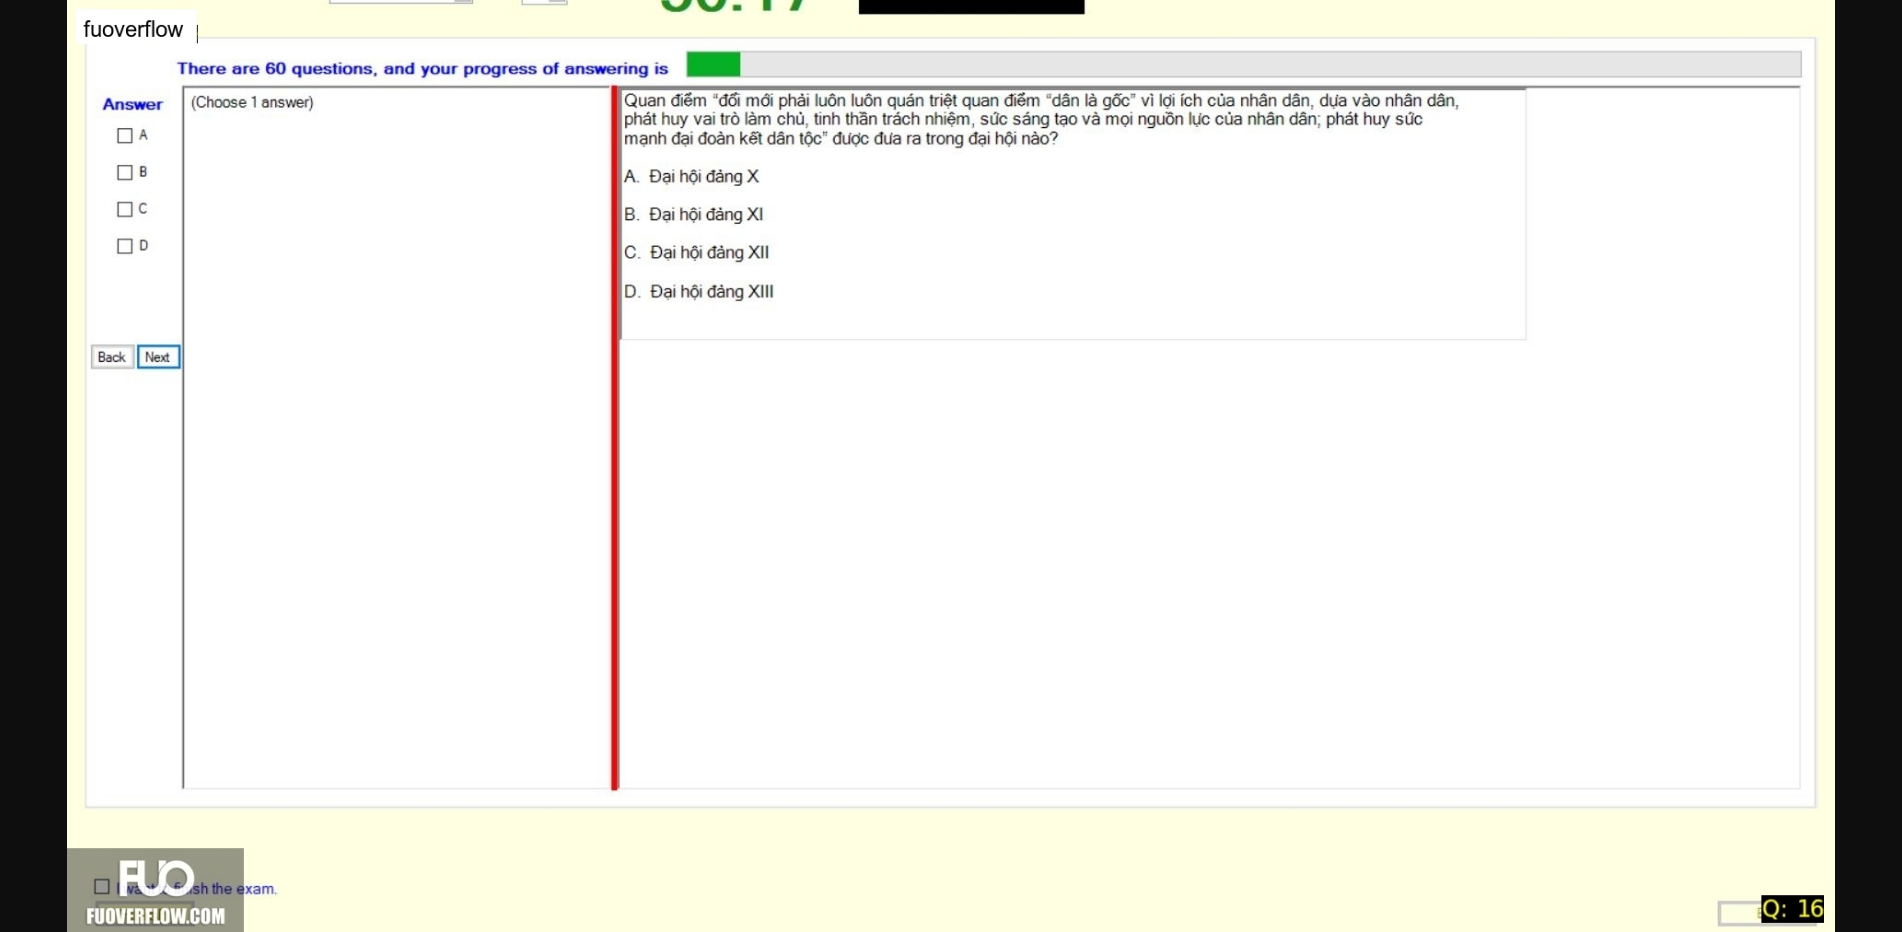 fuoverflow
There are 60 questions, and your progress of answering is
Answer
A
B
C
D
Back Next
(Choose 1 answer)
Quan điểm “đổi mới phải luôn luôn quán triệt quan điểm “dân là gốc” vì lợi ích của nhân dân, dựa vào nhân dân,
phát huy vai trò làm chủ, tinh thần trách nhiệm, sức sáng tạo và mọi nguồn lực của nhân dân; phát huy sức
mạnh đại đoàn kết dân tộc” được đưa ra trong đại hội nào?
A. Đại hội đảng X
B. Đại hội đảng XI
C. Đại hội đảng XII
D. Đại hội đảng XIII
FUO
the exam.
FUOVERFLOW.COM
Q: 16